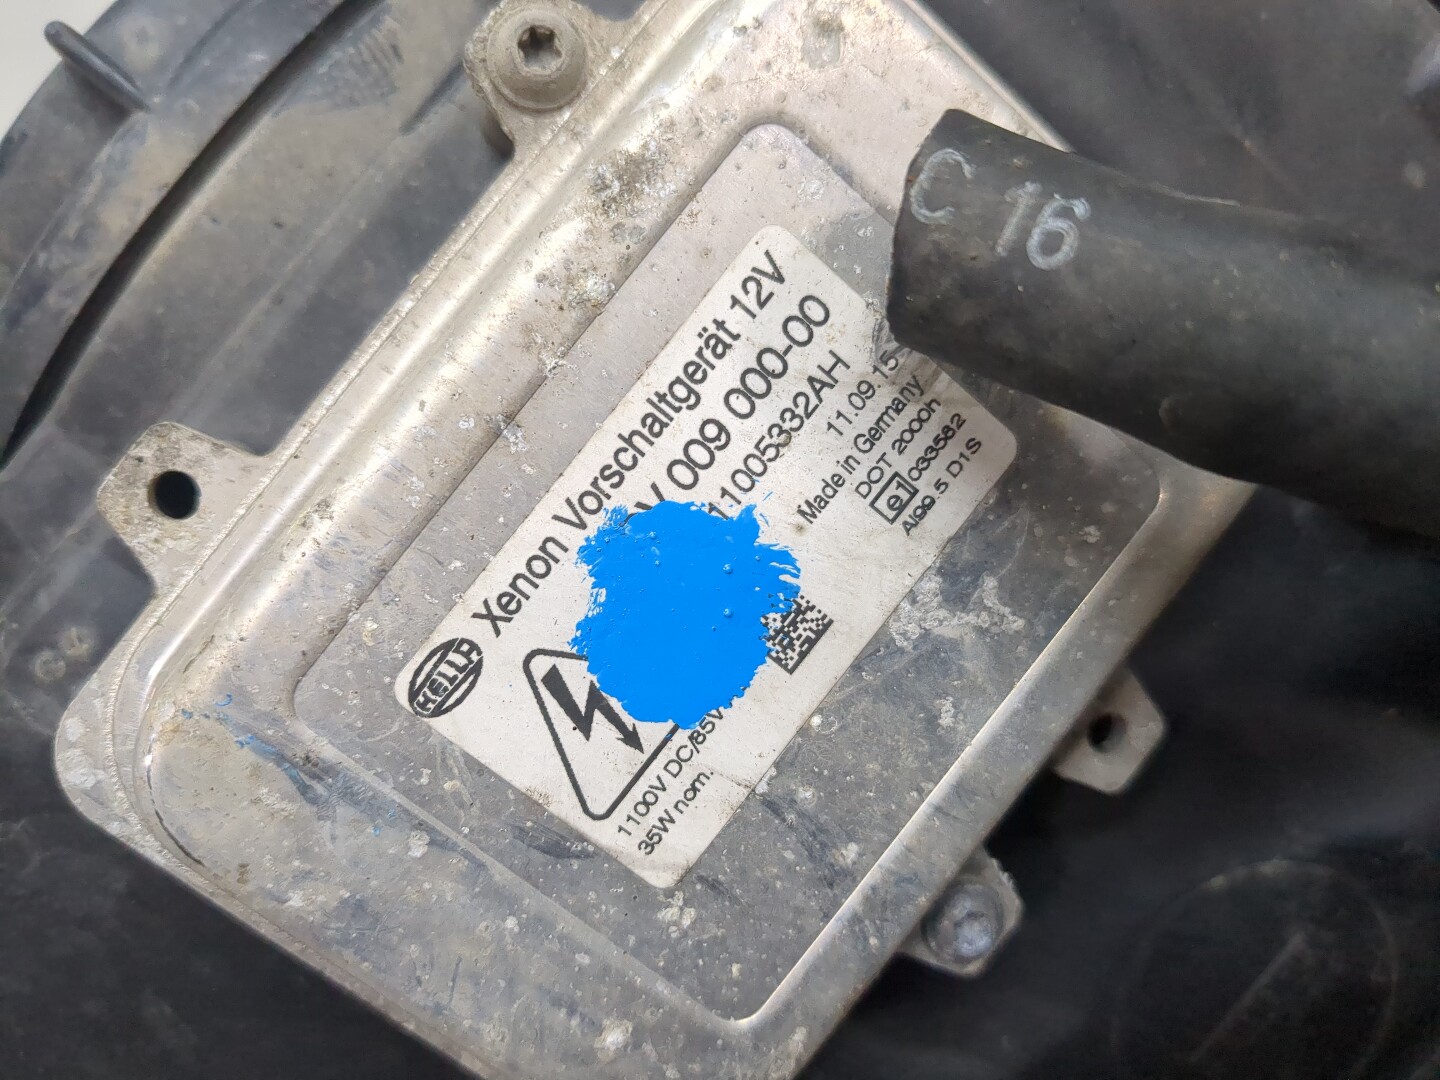 HELLA
Xenon Vorschaltgerät 12V
009 000-00
11005332AH
11.09.15
Made in Germany
DOT 2000h
e1 033582
AI99.5 D1S
1100V DC/85V
35W nom.
C 16